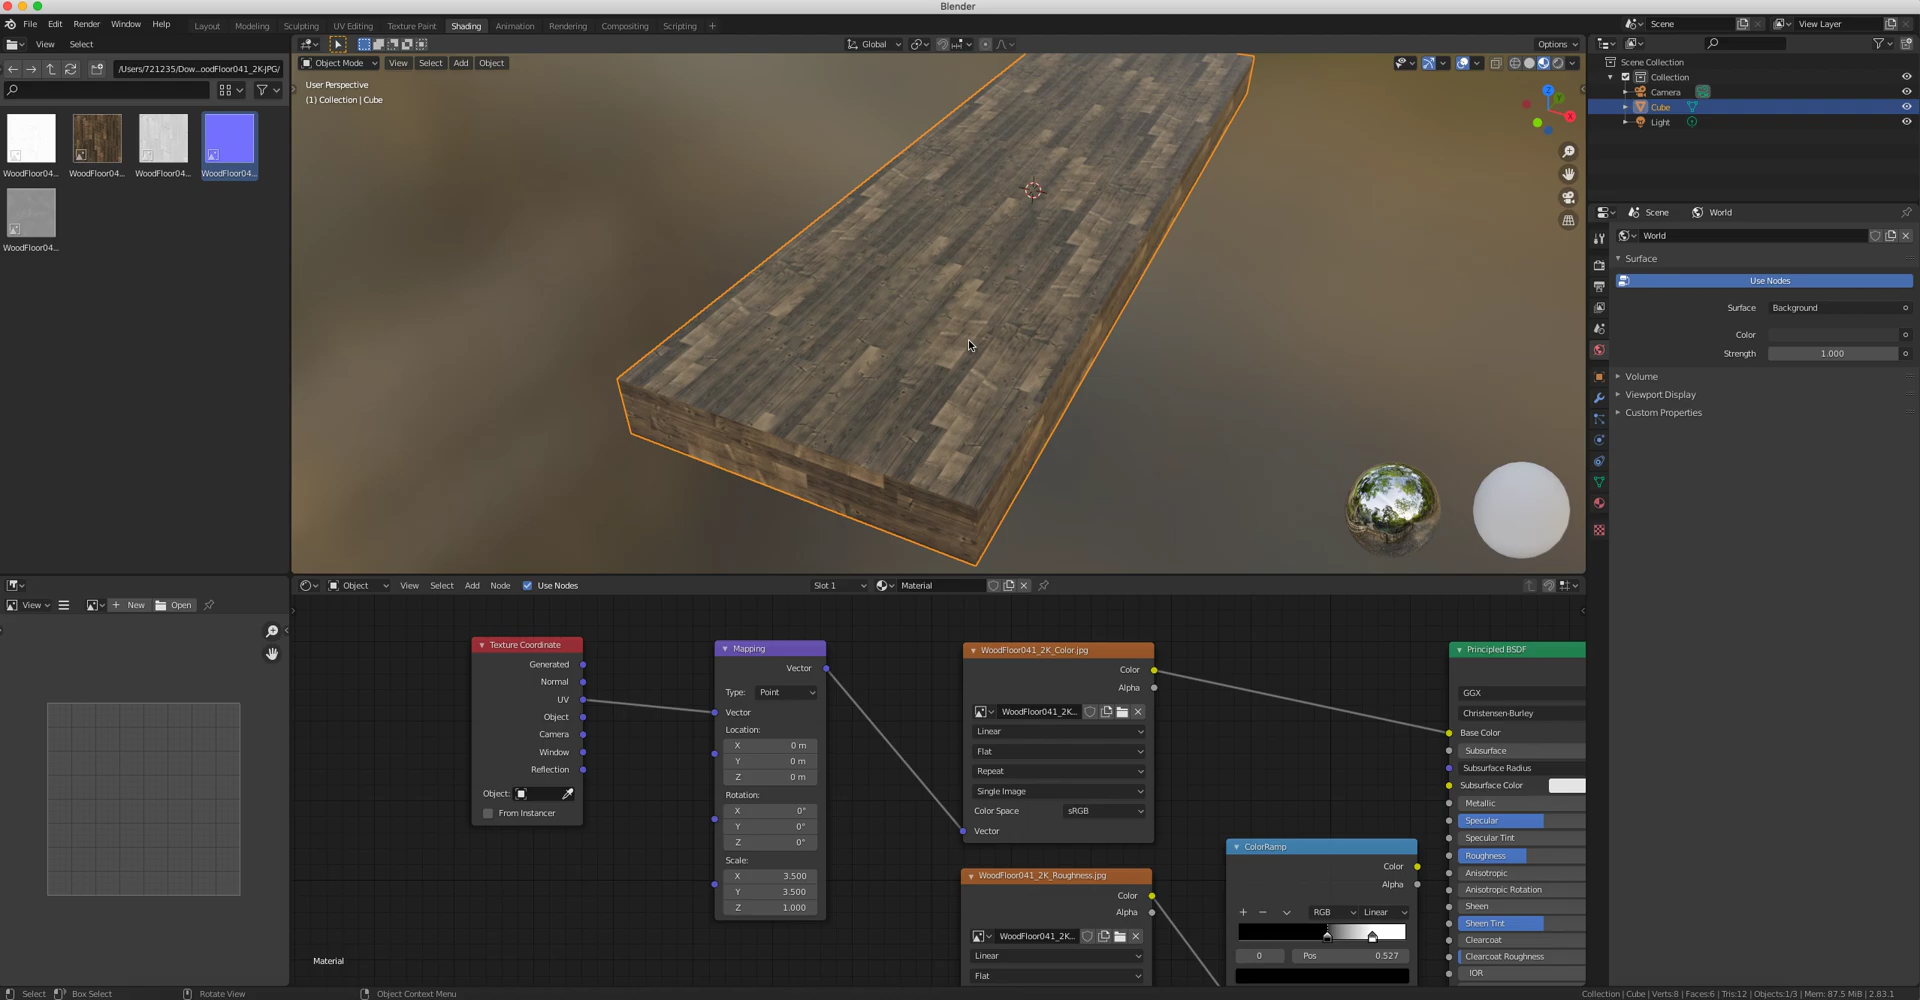 Blender
File Edit Render Window Help Layout Modeling Sculpting UV Editing Texture Paint Shading Animation Rendering Compositing Scripting + Scene View Layer
View Select
Global Options
/Users/721235/Dow...oodFloor041_2K-JPG/
Object Mode View Select Add Object
User Perspective
(1) Collection | Cube
WoodFloor04... WoodFloor04... WoodFloor04... WoodFloor04...
WoodFloor04...
Z
Y
X
Scene Collection
Collection
Camera
Cube
Light
Scene World
World
Surface
Use Nodes
Surface Background
Color
Strength 1.000
Volume
Viewport Display
Custom Properties
View New Open
Object View Select Add Node Use Nodes Slot 1 Material
Texture Coordinate
Generated
Normal
UV
Object
Camera
Window
Reflection
Object:
From Instancer
Mapping
Vector
Type: Point
Vector
Location:
X 0 m
Y 0 m
Z 0 m
Rotation:
X 0°
Y 0°
Z 0°
Scale:
X 3.500
Y 3.500
Z 1.000
WoodFloor041_2K_Color.jpg
Color
Alpha
WoodFloor041_2K...
Linear
Flat
Repeat
Single Image
Color Space sRGB
Vector
WoodFloor041_2K_Roughness.jpg
Color
Alpha
WoodFloor041_2K...
Linear
Flat
ColorRamp
Color
Alpha
+ − RGB Linear
0 Pos 0.527
Principled BSDF
GGX
Christensen-Burley
Base Color
Subsurface
Subsurface Radius
Subsurface Color
Metallic
Specular
Specular Tint
Roughness
Anisotropic
Anisotropic Rotation
Sheen
Sheen Tint
Clearcoat
Clearcoat Roughness
IOR
Material
Select Box Select Rotate View Object Context Menu Collection | Cube | Verts:8 | Faces:6 | Tris:12 | Objects:1/3 | Mem: 87.5 MiB | 2.83.1